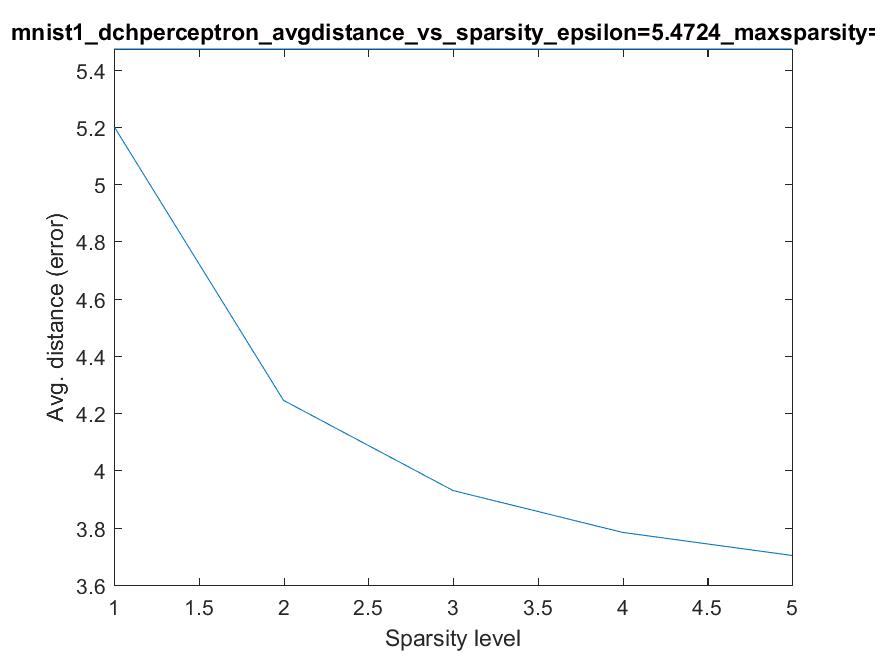 mnist1_dchperceptron_avgdistance_vs_sparsity_epsilon=5.4724_maxsparsity=
5.4
5.2
5
4.8
4.6
4.4
4.2
4
3.8
3.6
Avg. distance (error)
1 1.5 2 2.5 3 3.5 4 4.5 5
Sparsity level